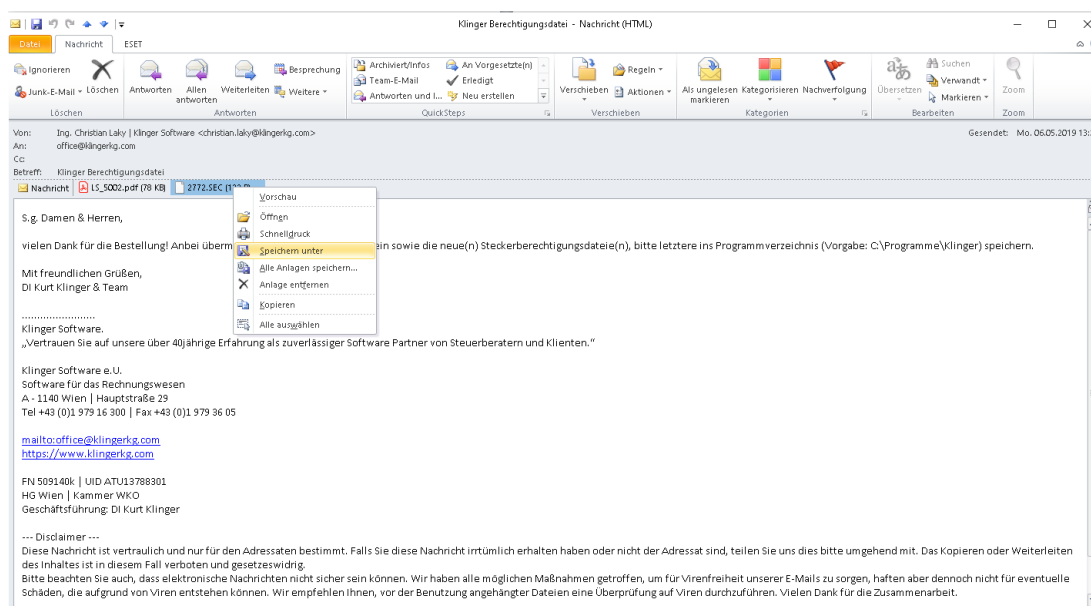 Klinger Berechtigungsdatei - Nachricht (HTML)
Datei Nachricht ESET
Ignorieren
Junk-E-Mail
Löschen
Antworten
Allen antworten
Weiterleiten
Besprechung
Weitere
Archiviert/Infos
Team-E-Mail
Antworten und l...
An Vorgesetzte(n)
Erledigt
Neu erstellen
Verschieben
Regeln
Aktionen
Als ungelesen markieren
Kategorisieren
Nachverfolgung
Übersetzen
Suchen
Verwandt
Markieren
Zoom
Löschen Antworten QuickSteps Verschieben Kategorien Bearbeiten Zoom
Von: Ing. Christian Laky | Klinger Software <christian.laky@klingerkg.com> Gesendet: Mo. 06.05.2019 13:
An: office@klingerkg.com
Cc:
Betreff: Klinger Berechtigungsdatei
Nachricht LS_5002.pdf (78 KB) 2772.SEC
Vorschau
Öffnen
Schnelldruck
Speichern unter
Alle Anlagen speichern...
Anlage entfernen
Kopieren
Alle auswählen
S.g. Damen & Herren,
vielen Dank für die Bestellung! Anbei überm ein sowie die neue(n) Steckerberechtigungsdateie(n), bitte letztere ins Programmverzeichnis (Vorgabe: C:\Programme\Klinger) speichern.
Mit freundlichen Grüßen,
DI Kurt Klinger & Team
........................
Klinger Software.
„Vertrauen Sie auf unsere über 40jährige Erfahrung als zuverlässiger Software Partner von Steuerberatern und Klienten.“
Klinger Software e.U.
Software für das Rechnungswesen
A - 1140 Wien | Hauptstraße 29
Tel +43 (0)1 979 16 300 | Fax +43 (0)1 979 36 05
mailto:office@klingerkg.com
https://www.klingerkg.com
FN 509140k | UID ATU13788301
HG Wien | Kammer WKO
Geschäftsführung: DI Kurt Klinger
--- Disclaimer ---
Diese Nachricht ist vertraulich und nur für den Adressaten bestimmt. Falls Sie diese Nachricht irrtümlich erhalten haben oder nicht der Adressat sind, teilen Sie uns dies bitte umgehend mit. Das Kopieren oder Weiterleiten
des Inhaltes ist in diesem Fall verboten und gesetzeswidrig.
Bitte beachten Sie auch, dass elektronische Nachrichten nicht sicher sein können. Wir haben alle möglichen Maßnahmen getroffen, um für Virenfreiheit unserer E-Mails zu sorgen, haften aber dennoch nicht für eventuelle
Schäden, die aufgrund von Viren entstehen können. Wir empfehlen Ihnen, vor der Benutzung angehängter Dateien eine Überprüfung auf Viren durchzuführen. Vielen Dank für die Zusammenarbeit.